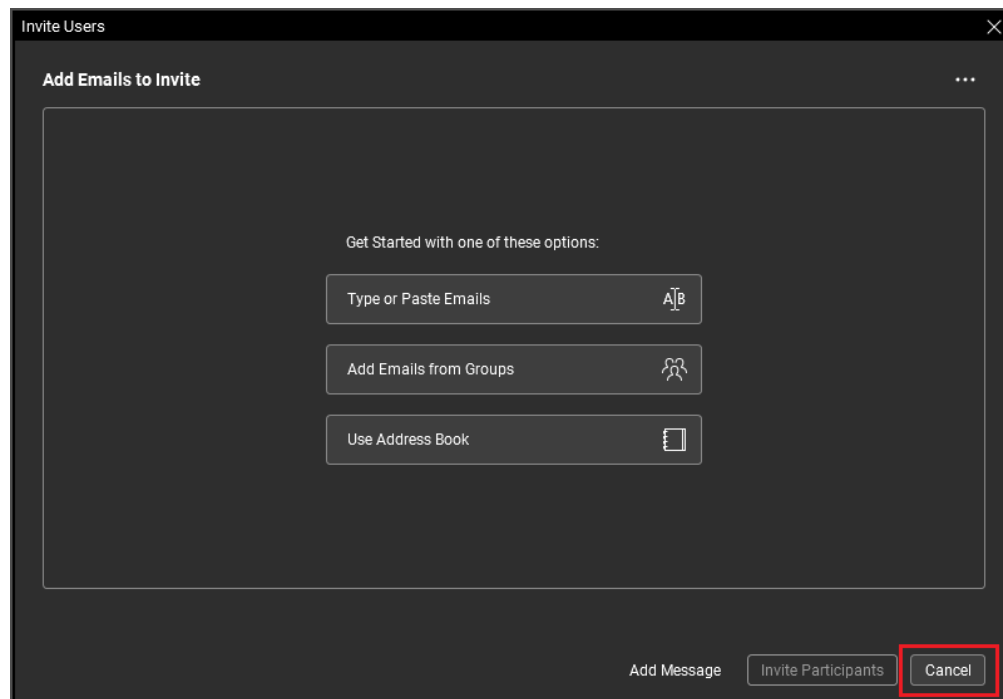 Invite Users
Add Emails to Invite
Get Started with one of these options:
Type or Paste Emails
Add Emails from Groups
Use Address Book
Add Message Invite Participants Cancel